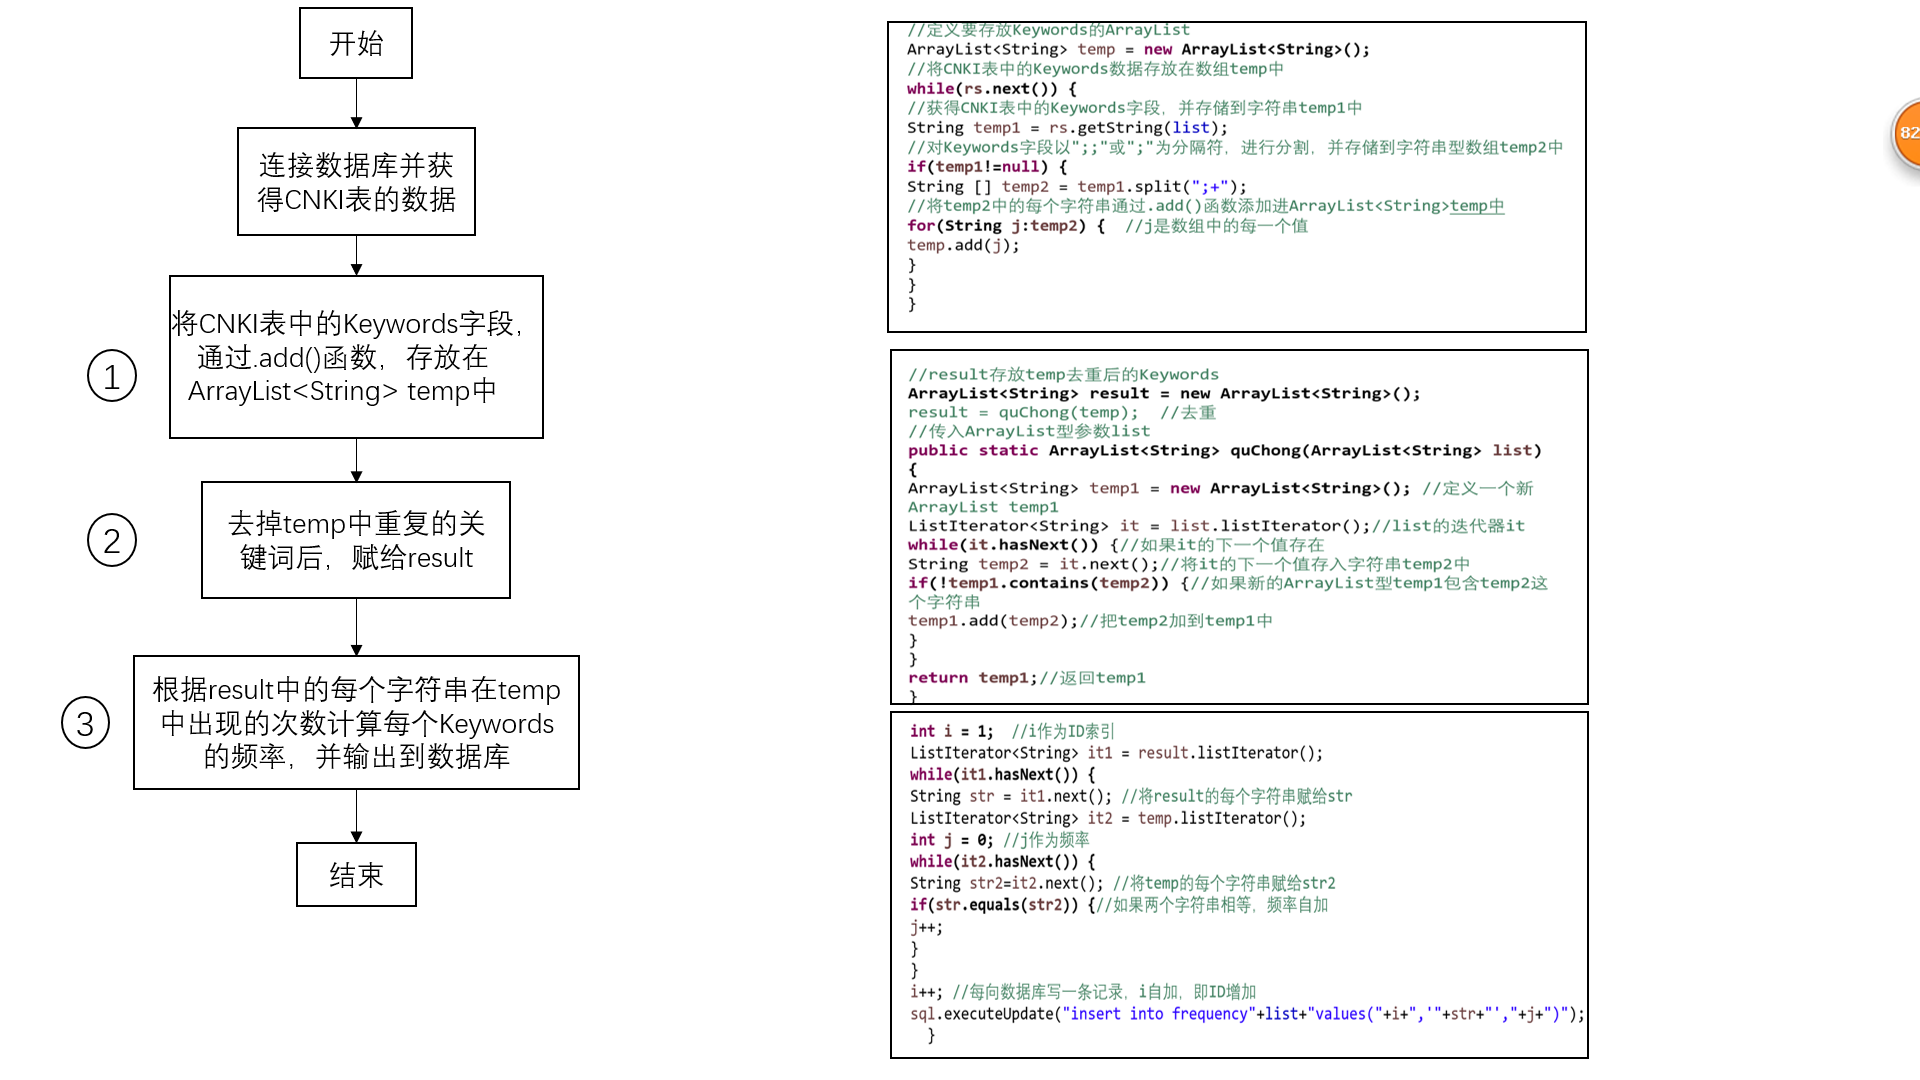 开始
连接数据库并获
得CNKI表的数据
①
将CNKI表中的Keywords字段，
通过.add()函数，存放在
ArrayList<String> temp中
②
去掉temp中重复的关
键词后，赋给result
③
根据result中的每个字符串在temp
中出现的次数计算每个Keywords
的频率，并输出到数据库
结束
//定义要存放Keywords的ArrayList
ArrayList<String> temp = new ArrayList<String>();
//将CNKI表中的Keywords数据存放在数组temp中
while(rs.next()) {
//获得CNKI表中的Keywords字段，并存储到字符串temp1中
String temp1 = rs.getString(list);
//对Keywords字段以";;"或";"为分隔符，进行分割，并存储到字符串型数组temp2中
if(temp1!=null) {
String [] temp2 = temp1.split(";+");
//将temp2中的每个字符串通过.add()函数添加进ArrayList<String>temp中
for(String j:temp2) {  //j是数组中的每一个值
temp.add(j);
}
}
}
//result存放temp去重后的Keywords
ArrayList<String> result = new ArrayList<String>();
result = quChong(temp);  //去重
//传入ArrayList型参数list
public static ArrayList<String> quChong(ArrayList<String> list)
{
ArrayList<String> temp1 = new ArrayList<String>(); //定义一个新
ArrayList temp1
ListIterator<String> it = list.listIterator();//list的迭代器it
while(it.hasNext()) {//如果it的下一个值存在
String temp2 = it.next();//将it的下一个值存入字符串temp2中
if(!temp1.contains(temp2)) {//如果新的ArrayList型temp1包含temp2这
个字符串
temp1.add(temp2);//把temp2加到temp1中
}
}
return temp1;//返回temp1
}
int i = 1;  //i作为ID索引
ListIterator<String> it1 = result.listIterator();
while(it1.hasNext()) {
String str = it1.next(); //将result的每个字符串赋给str
ListIterator<String> it2 = temp.listIterator();
int j = 0; //j作为频率
while(it2.hasNext()) {
String str2=it2.next(); //将temp的每个字符串赋给str2
if(str.equals(str2)) {//如果两个字符串相等，频率自加
j++;
}
}
i++; //每向数据库写一条记录，i自加，即ID增加
sql.executeUpdate("insert into frequency"+list+"values("+i+",'"+str+"',"+j+")");
}
82